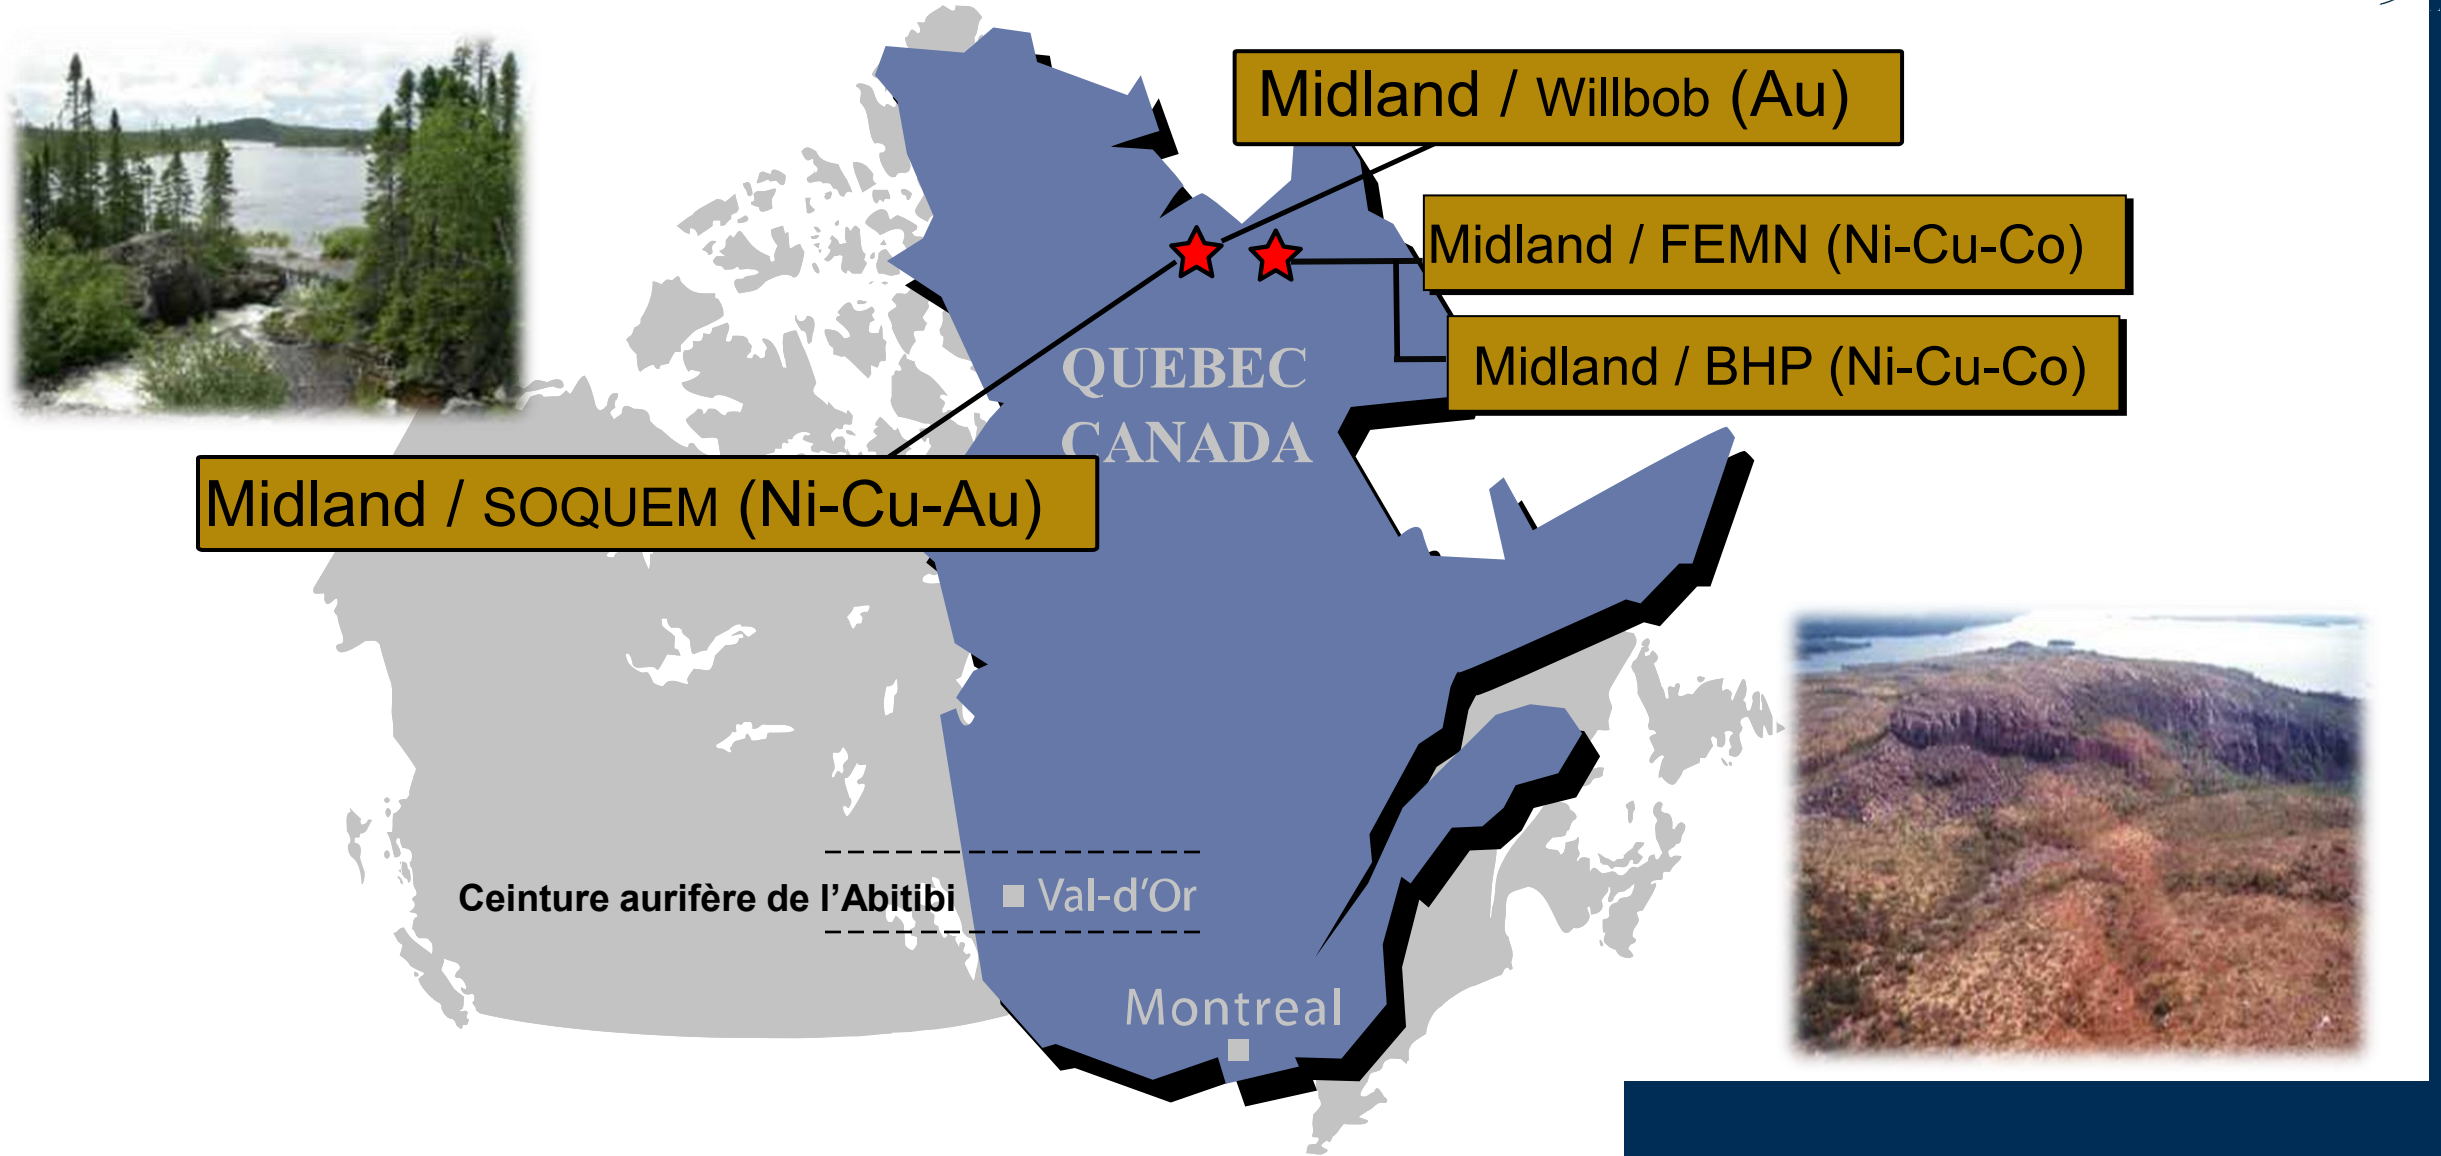 Midland / Willbob (Au)
Midland / FEMN (Ni-Cu-Co)
Midland / BHP (Ni-Cu-Co)
QUEBEC
CANADA
Midland / SOQUEM (Ni-Cu-Au)
Ceinture aurifère de l’Abitibi
Val-d’Or
Montreal